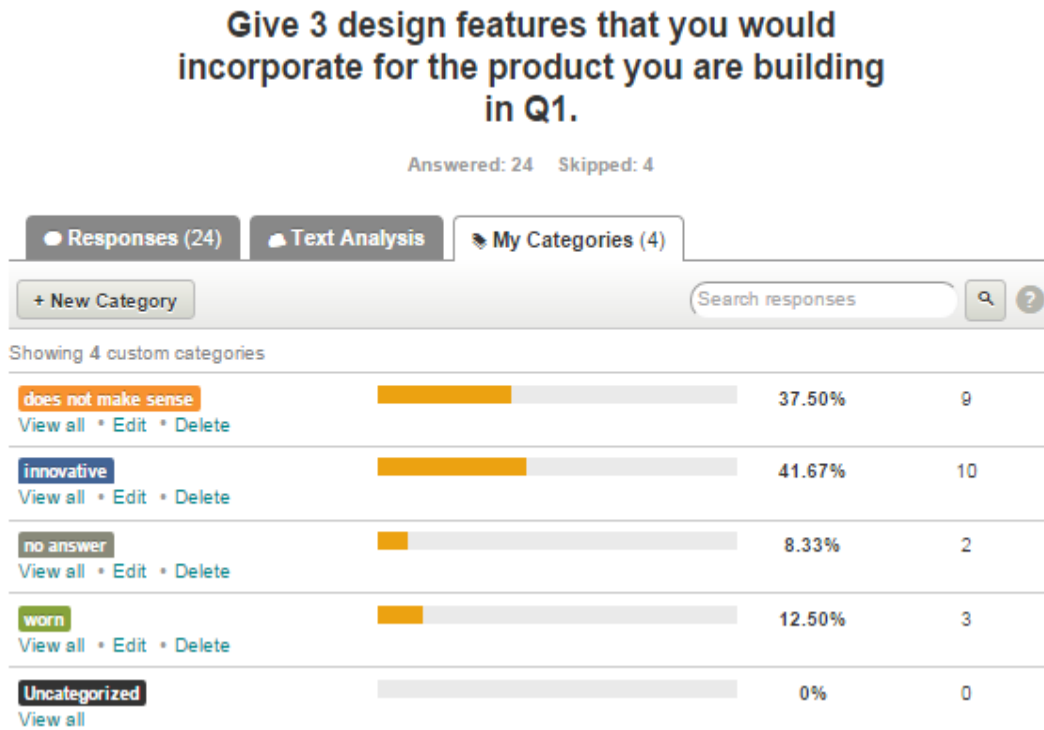 Give 3 design features that you would
incorporate for the product you are building
in Q1.
Answered: 24 Skipped: 4
Responses (24) Text Analysis My Categories (4)
+ New Category Search responses ?
Showing 4 custom categories
does not make sense 37.50% 9
View all • Edit • Delete
innovative 41.67% 10
View all • Edit • Delete
no answer 8.33% 2
View all • Edit • Delete
worn 12.50% 3
View all • Edit • Delete
Uncategorized 0% 0
View all